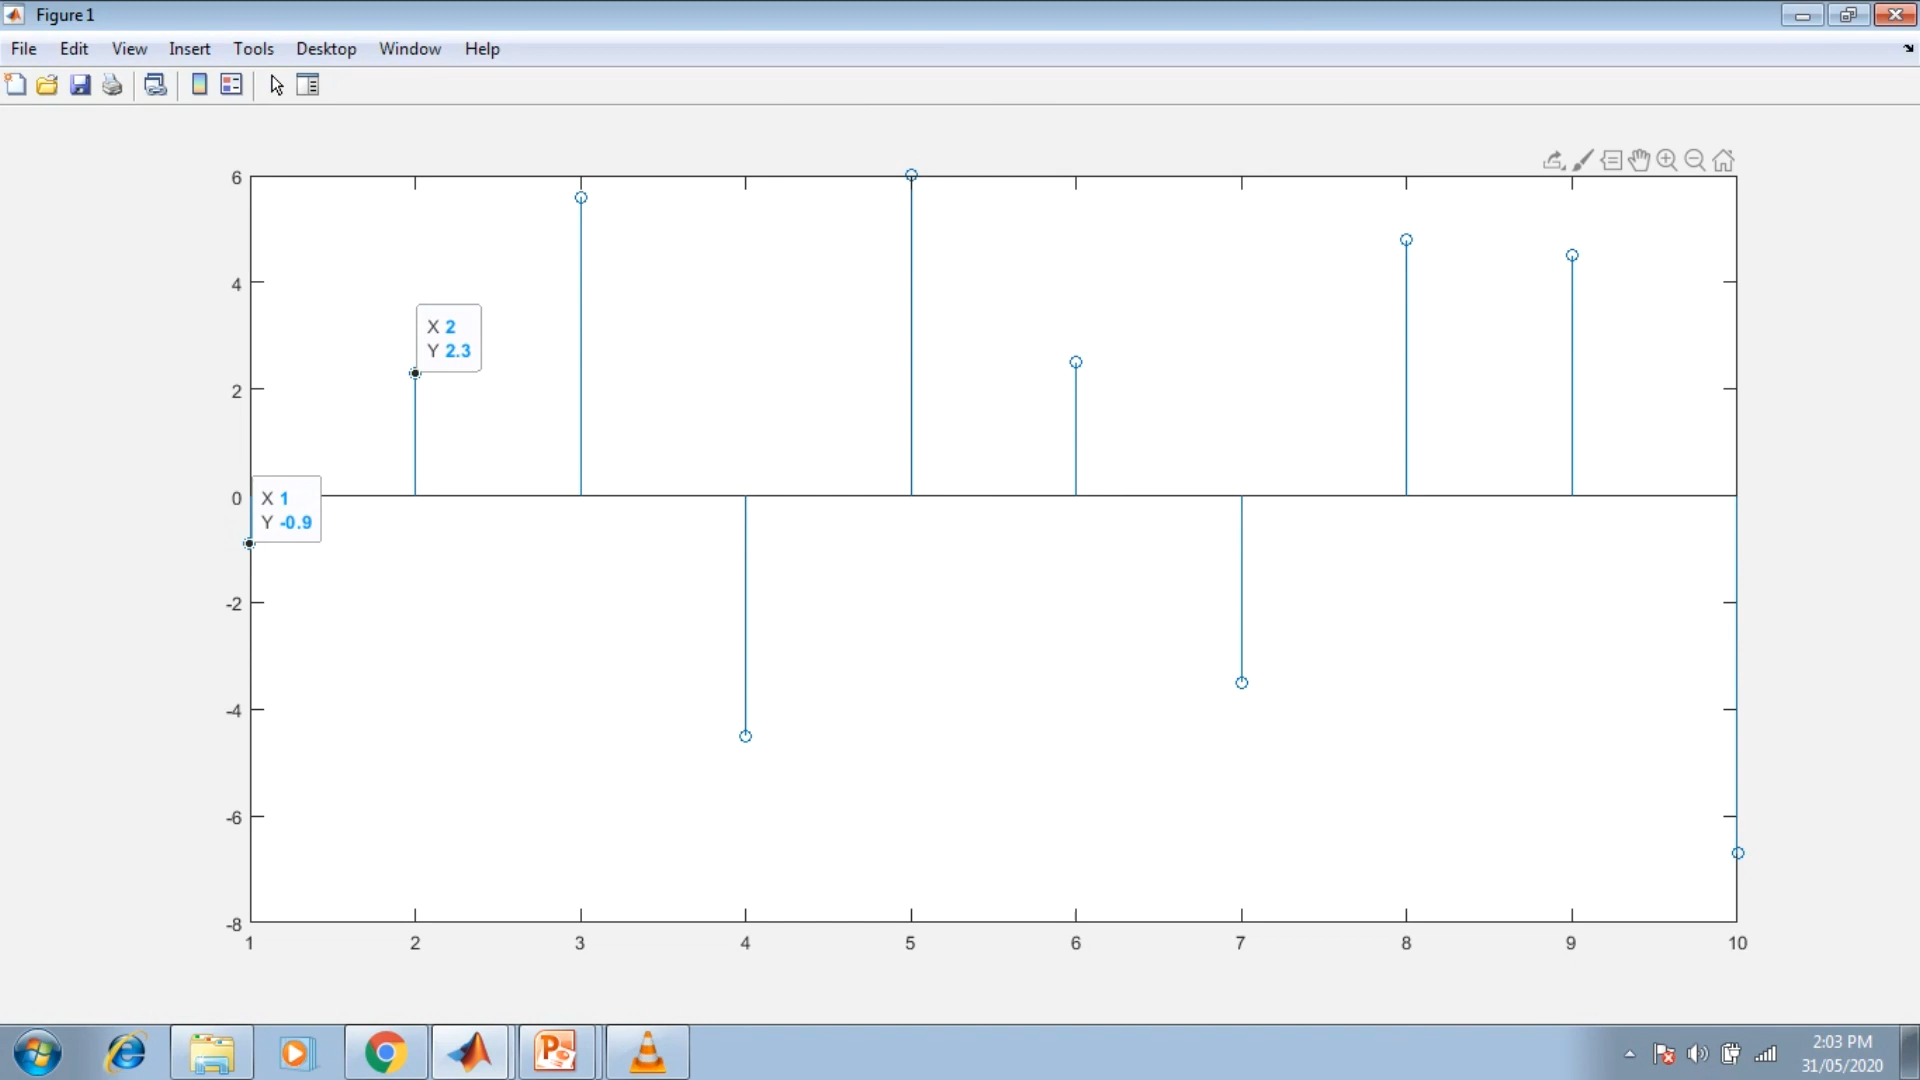 Figure 1
File Edit View Insert Tools Desktop Window Help
6
4
X 2
Y 2.3
2
0
X 1
Y -0.9
-2
-4
-6
-8
1 2 3 4 5 6 7 8 9 10
2:03 PM
31/05/2020